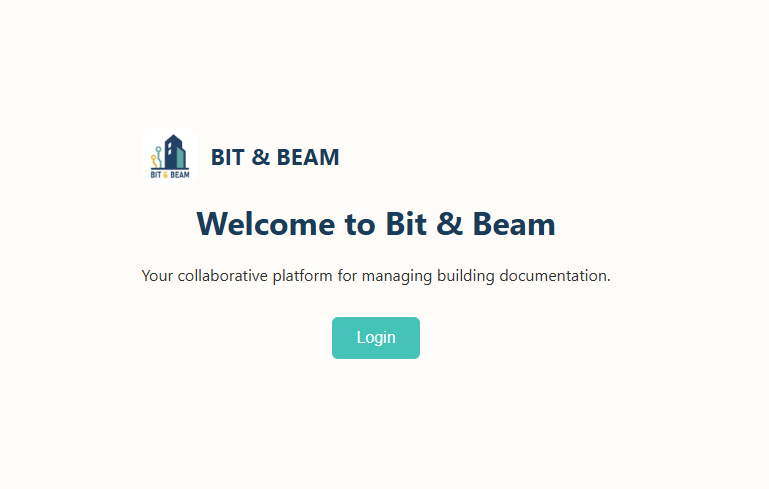 BIT & BEAM
BIT & BEAM
Welcome to Bit & Beam
Your collaborative platform for managing building documentation.
Login